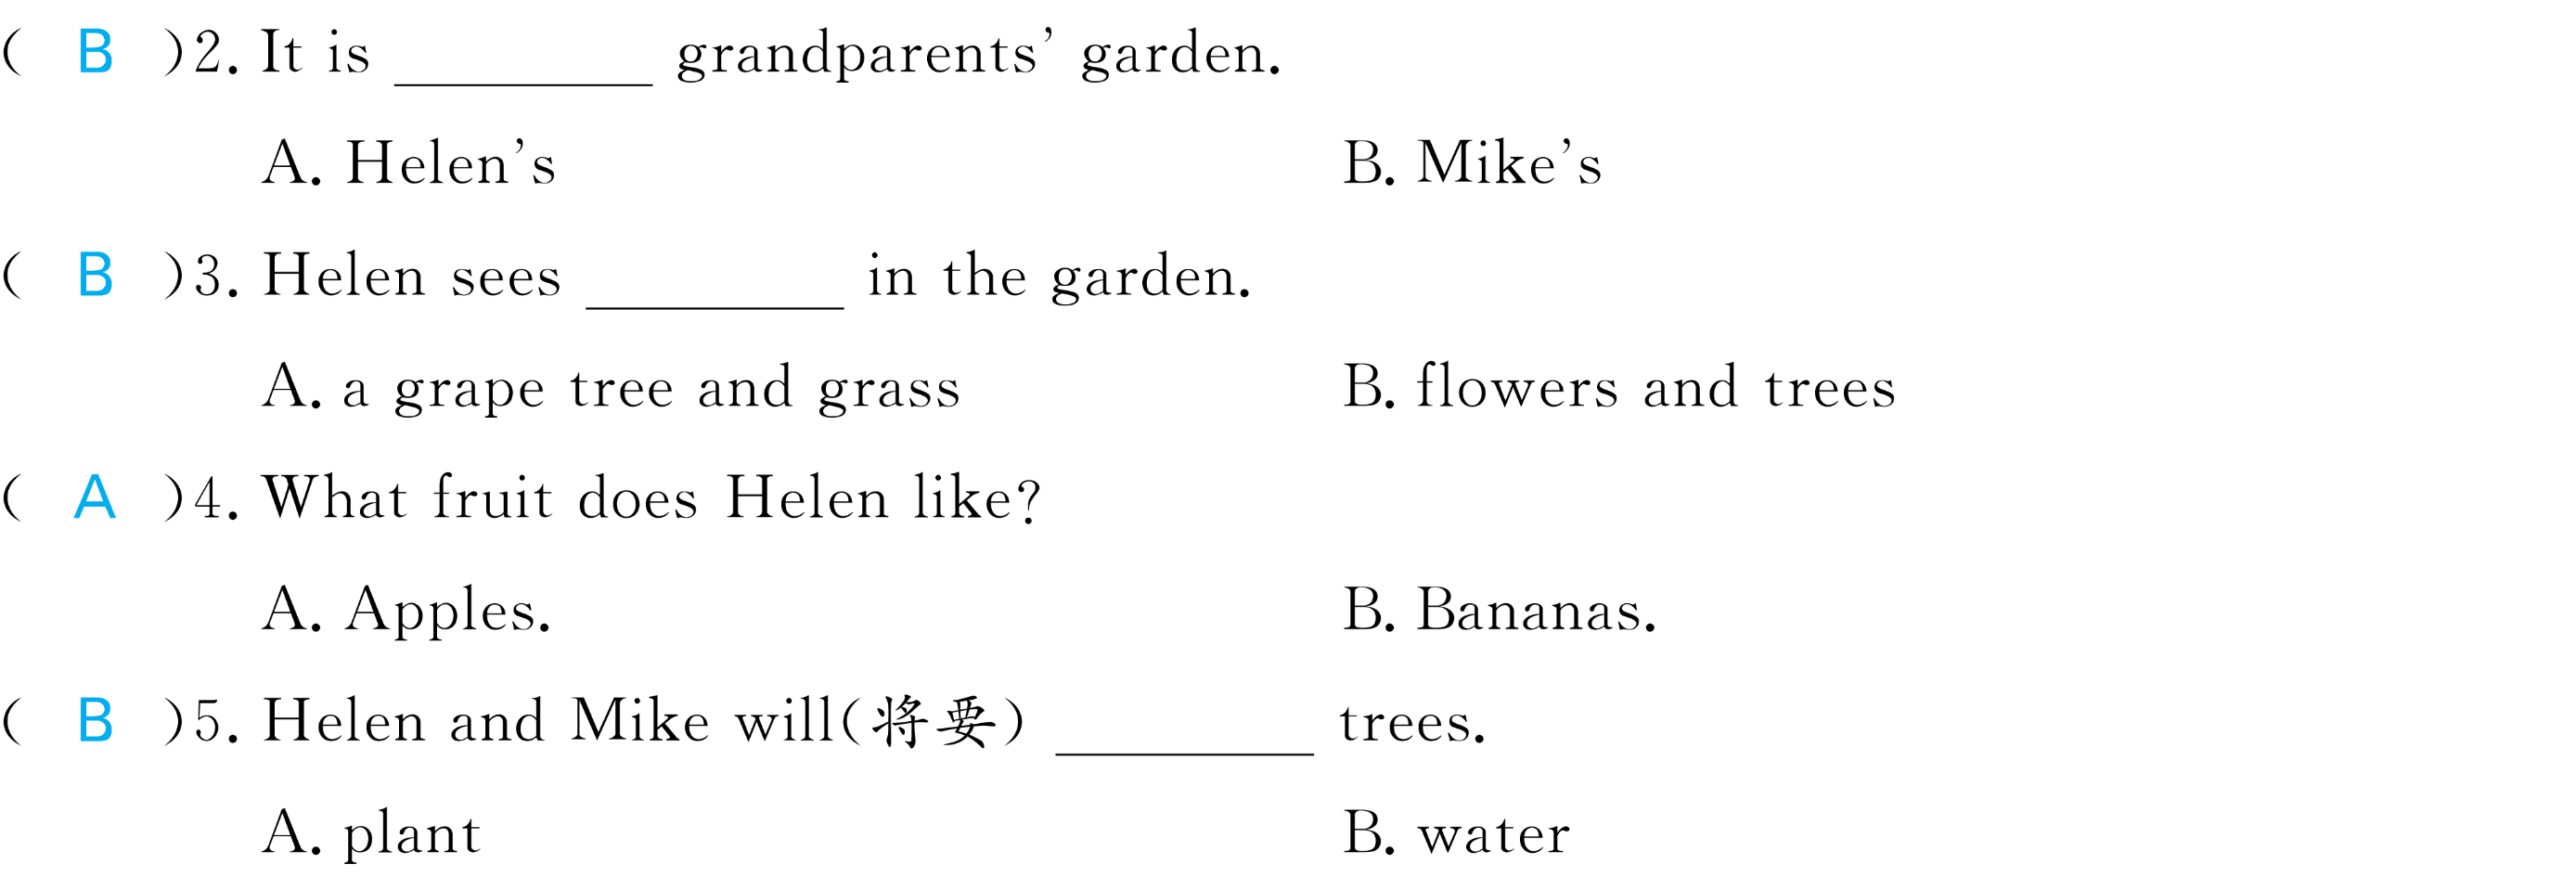 ( B )2. It is ________ grandparents’ garden.
A. Helen’s B. Mike’s
( B )3. Helen sees ________ in the garden.
A. a grape tree and grass B. flowers and trees
( A )4. What fruit does Helen like?
A. Apples. B. Bananas.
( B )5. Helen and Mike will(将要) ________ trees.
A. plant B. water